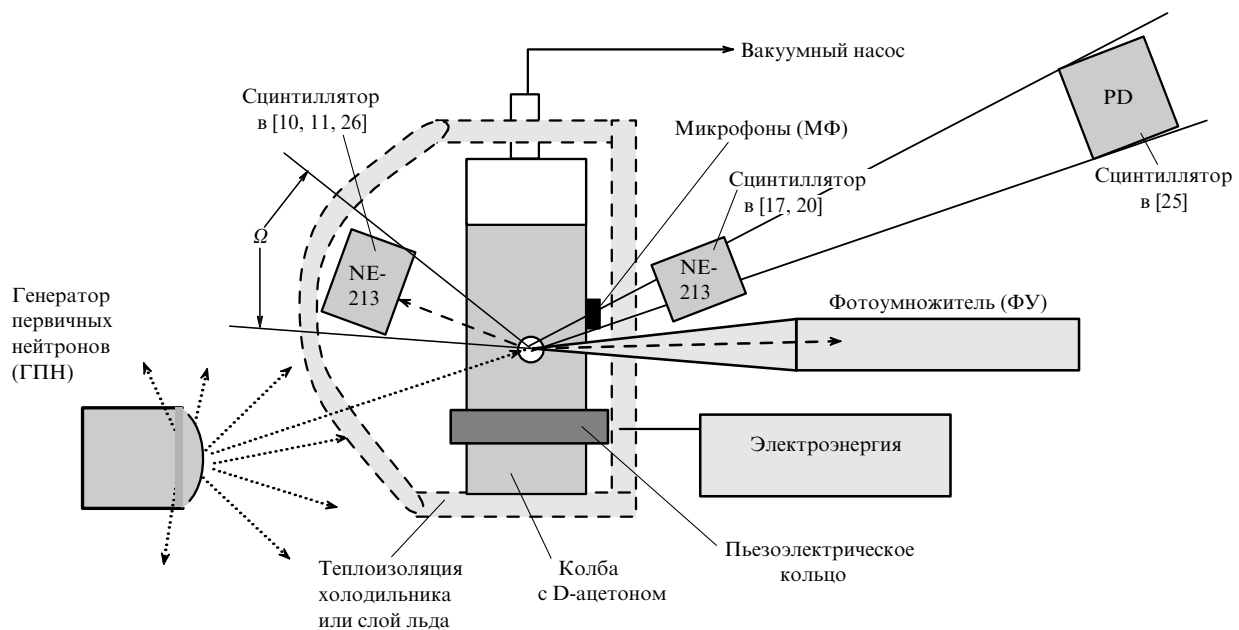 Вакуумный насос
Сцинтиллятор
в [10, 11, 26]
Микрофоны (МФ)
PD
Сцинтиллятор
в [17, 20]
Сцинтиллятор
в [25]
Ω
NE-
213
NE-
213
Генератор
первичных
нейтронов
(ГПН)
Фотоумножитель (ФУ)
Электроэнергия
Теплоизоляция
холодильника
или слой льда
Колба
с D-ацетоном
Пьезоэлектрическое
кольцо